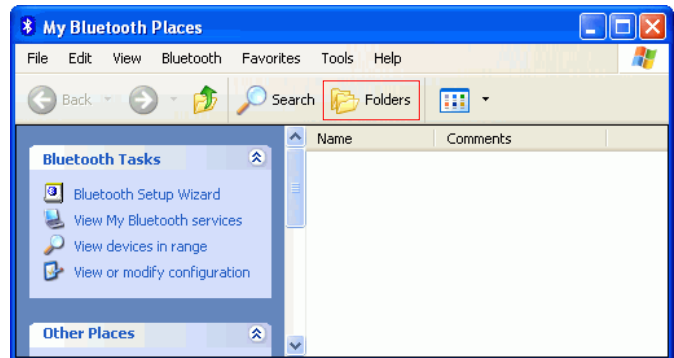 My Bluetooth Places
File Edit View Bluetooth Favorites Tools Help
Back Search Folders
Name Comments
Bluetooth Tasks
Bluetooth Setup Wizard
View My Bluetooth services
View devices in range
View or modify configuration
Other Places